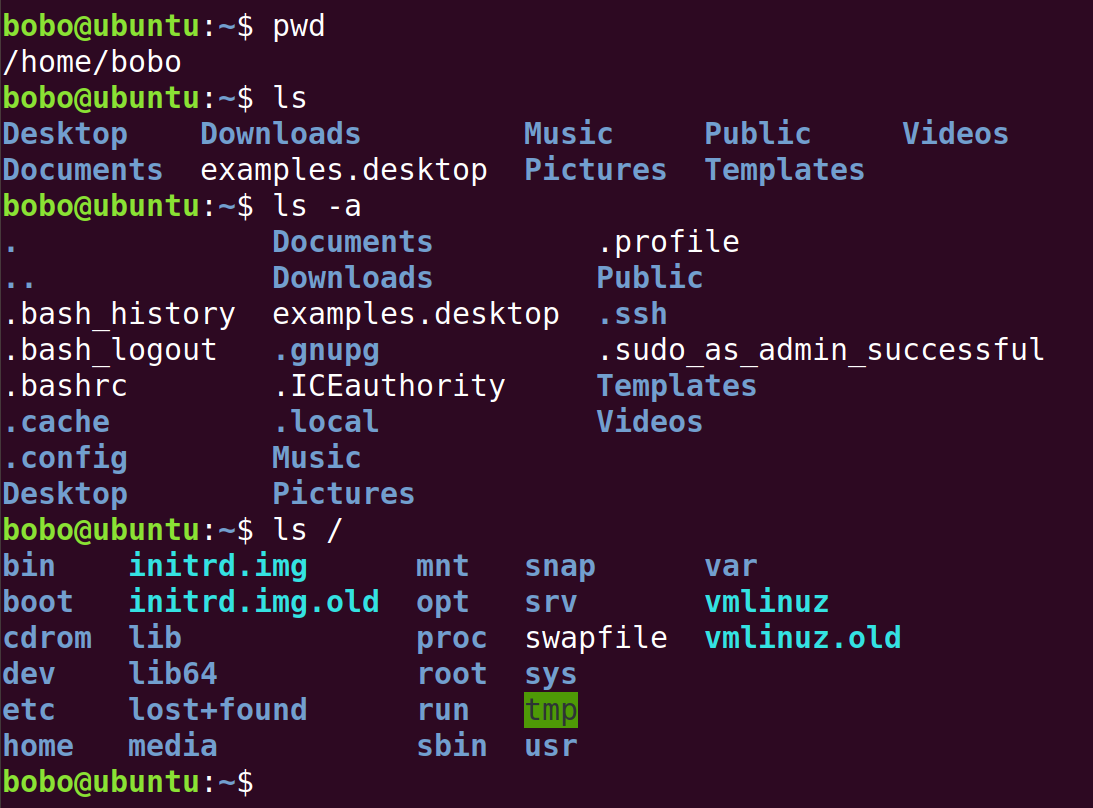 bobo@ubuntu:~$ pwd
/home/bobo
bobo@ubuntu:~$ ls
Desktop    Downloads         Music     Public     Videos
Documents  examples.desktop  Pictures  Templates
bobo@ubuntu:~$ ls -a
.              Documents         .profile
..             Downloads         Public
.bash_history  examples.desktop  .ssh
.bash_logout   .gnupg            .sudo_as_admin_successful
.bashrc        .ICEauthority     Templates
.cache         .local            Videos
.config        Music
Desktop        Pictures
bobo@ubuntu:~$ ls /
bin    initrd.img      mnt   snap      var
boot   initrd.img.old  opt   srv       vmlinuz
cdrom  lib             proc  swapfile  vmlinuz.old
dev    lib64           root  sys
etc    lost+found      run   tmp
home   media           sbin  usr
bobo@ubuntu:~$